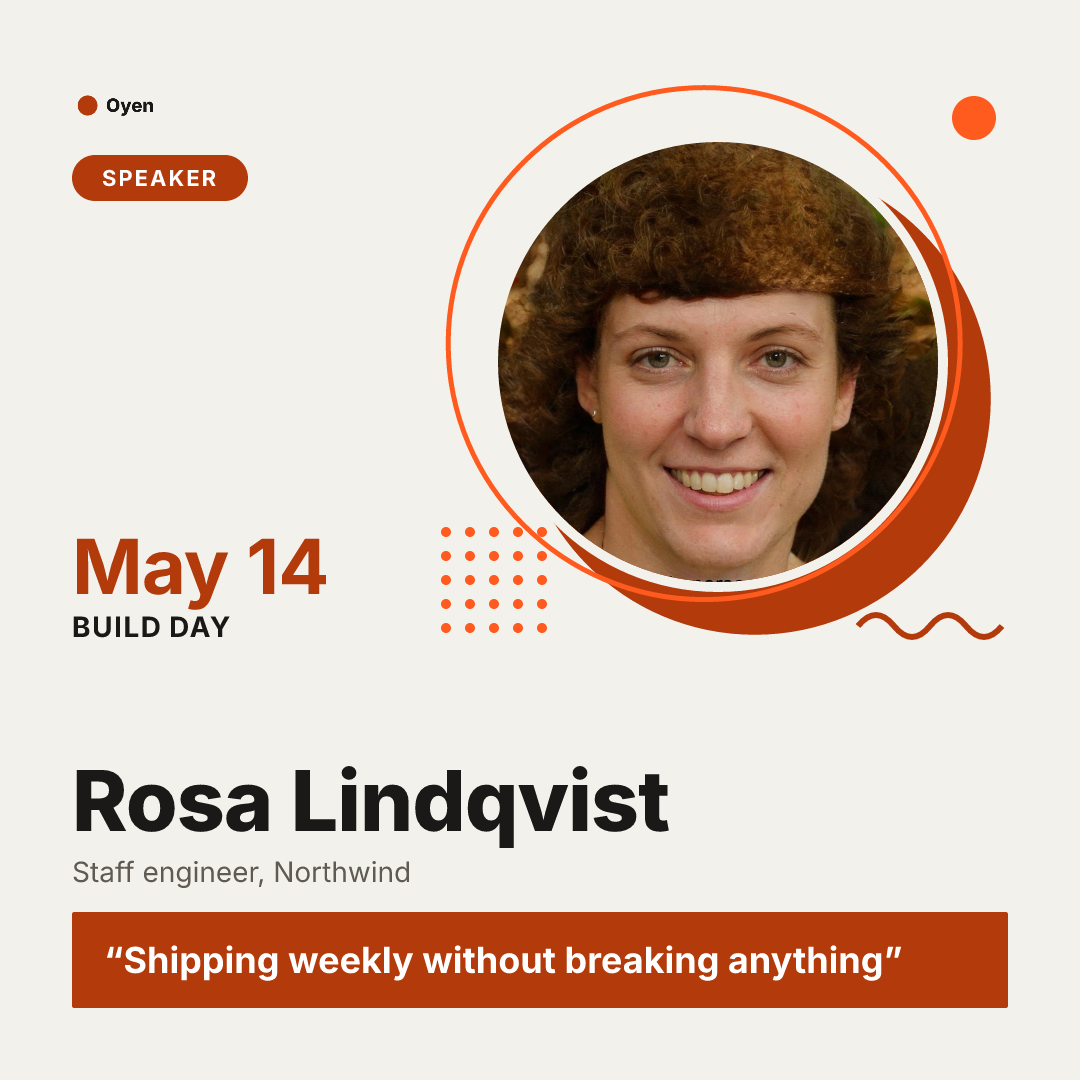 Oyen
SPEAKER
May 14
BUILD DAY
Rosa Lindqvist
Staff engineer, Northwind
“Shipping weekly without breaking anything”